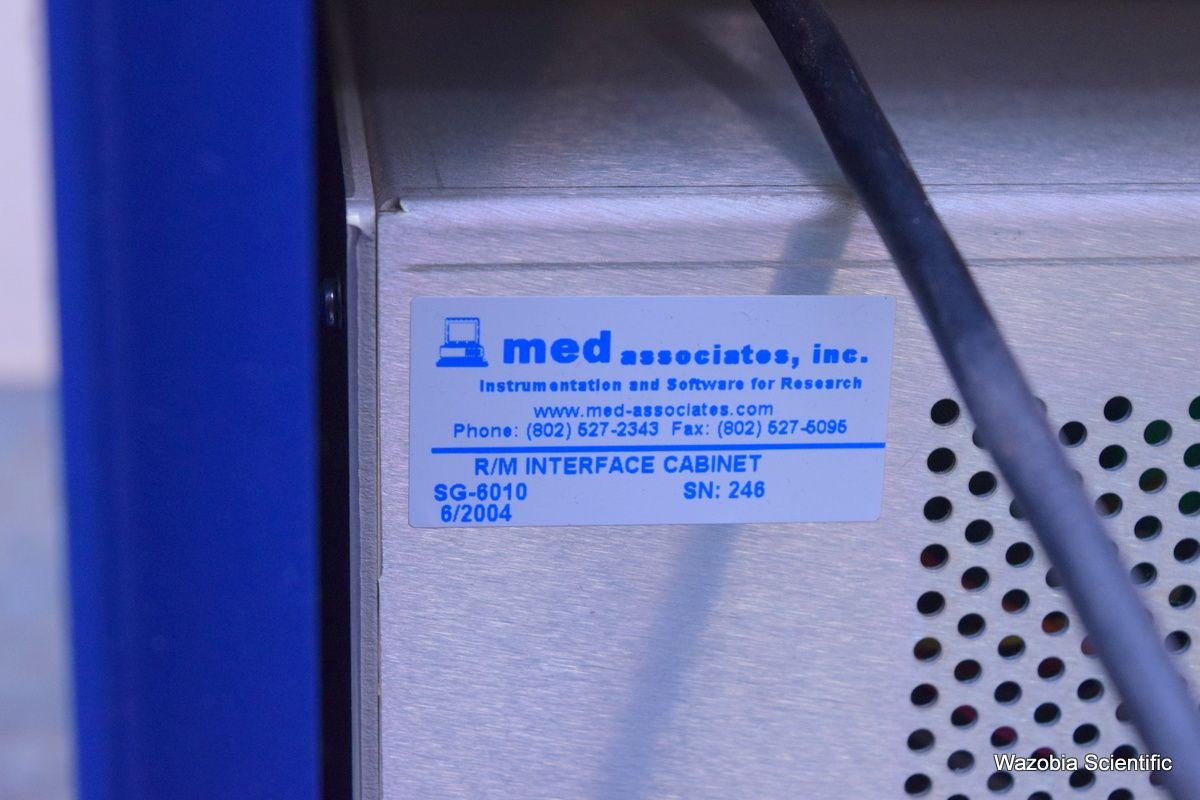 med associates, inc.
Instrumentation and Software for Research
www.med-associates.com
Phone: (802) 527-2343 Fax: (802) 527-5095
R/M INTERFACE CABINET
SG-6010 SN: 246
6/2004
Wazobia Scientific